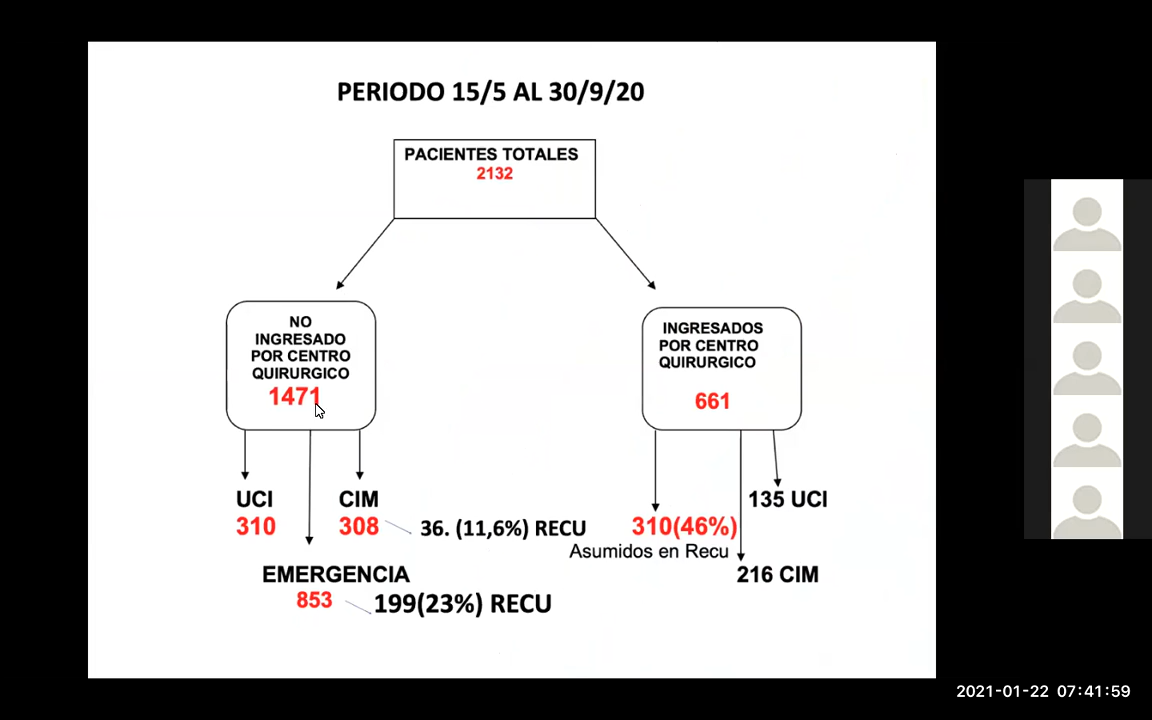 PERIODO 15/5 AL 30/9/20
PACIENTES TOTALES
2132
NO
INGRESADO
POR CENTRO
QUIRURGICO
1471
INGRESADOS
POR CENTRO
QUIRURGICO
661
UCI
310
CIM
308
36. (11,6%) RECU
EMERGENCIA
853
199(23%) RECU
310(46%)
Asumidos en Recu
135 UCI
216 CIM
2021-01-22 07:41:59